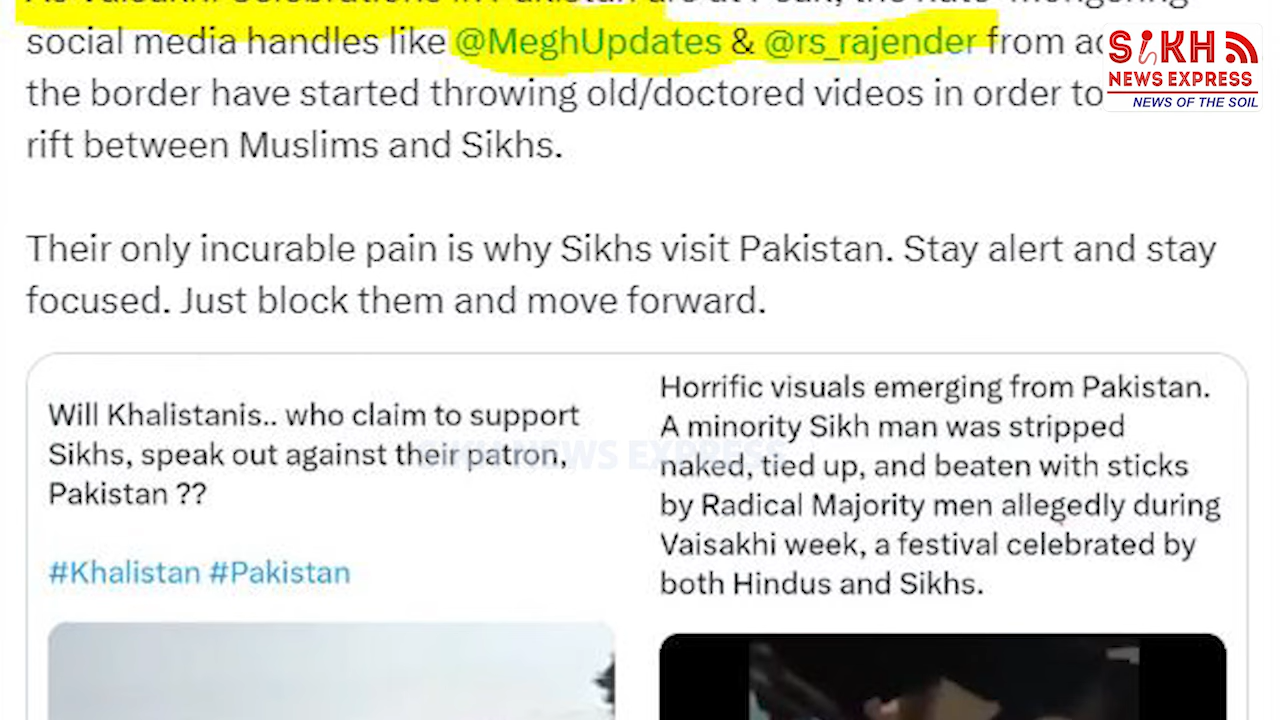 social media handles like @MeghUpdates & @rs_rajender from
the border have started throwing old/doctored videos in order to
rift between Muslims and Sikhs.
Their only incurable pain is why Sikhs visit Pakistan. Stay alert and stay
focused. Just block them and move forward.
SIKH
NEWS EXPRESS
NEWS OF THE SOIL
Will Khalistanis.. who claim to support
Sikhs, speak out against their patron,
Pakistan ??
#Khalistan #Pakistan
Horrific visuals emerging from Pakistan.
A minority Sikh man was stripped
naked, tied up, and beaten with sticks
by Radical Majority men allegedly during
Vaisakhi week, a festival celebrated by
both Hindus and Sikhs.
SIKH NEWS EXPRESS